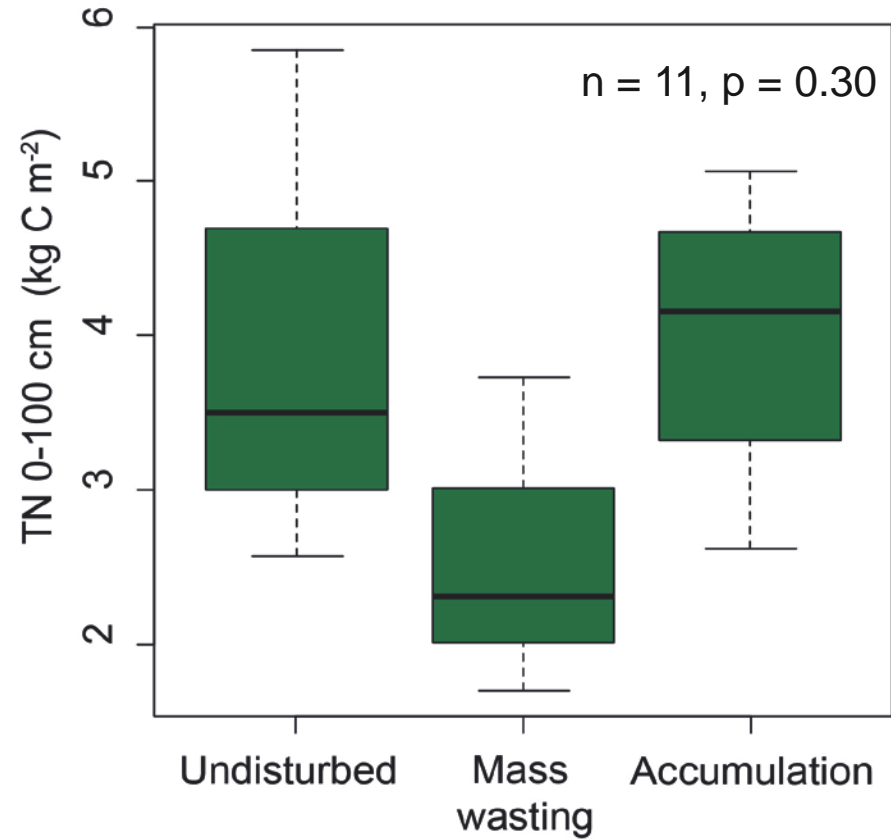 n = 11, p = 0.30
TN 0-100 cm (kg C m⁻²)
6
5
4
3
2
Undisturbed
Mass
wasting
Accumulation